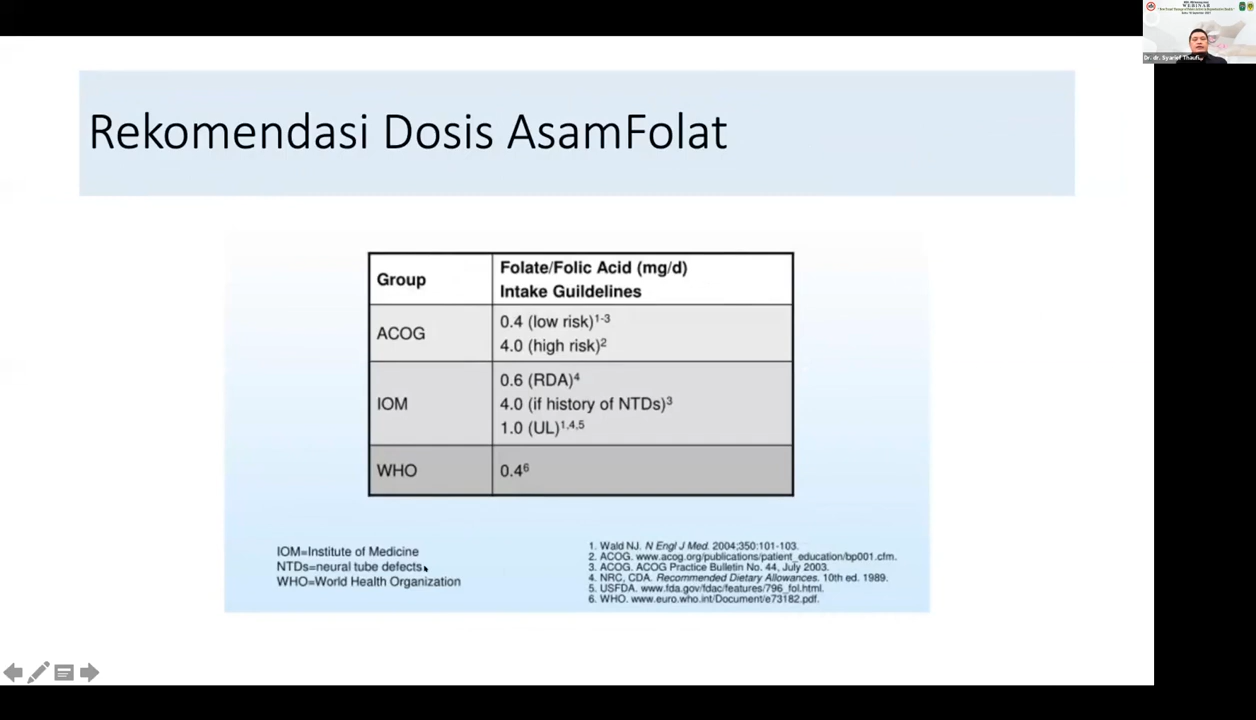 WEBINAR
Dr. dr. Syarief Thaufi
Rekomendasi Dosis AsamFolat
Group
Folate/Folic Acid (mg/d)
Intake Guildelines
ACOG
0.4 (low risk)1-3
4.0 (high risk)2
IOM
0.6 (RDA)4
4.0 (if history of NTDs)3
1.0 (UL)1,4,5
WHO
0.46
IOM=Institute of Medicine
NTDs=neural tube defects
WHO=World Health Organization
1. Wald NJ. N Engl J Med. 2004;350:101-103.
2. ACOG. www.acog.org/publications/patient_education/bp001.cfm.
3. ACOG. ACOG Practice Bulletin No. 44, July 2003.
4. NRC, CDA. Recommended Dietary Allowances. 10th ed. 1989.
5. USFDA. www.fda.gov/fdac/features/796_fol.html.
6. WHO. www.euro.who.int/Document/e73182.pdf.